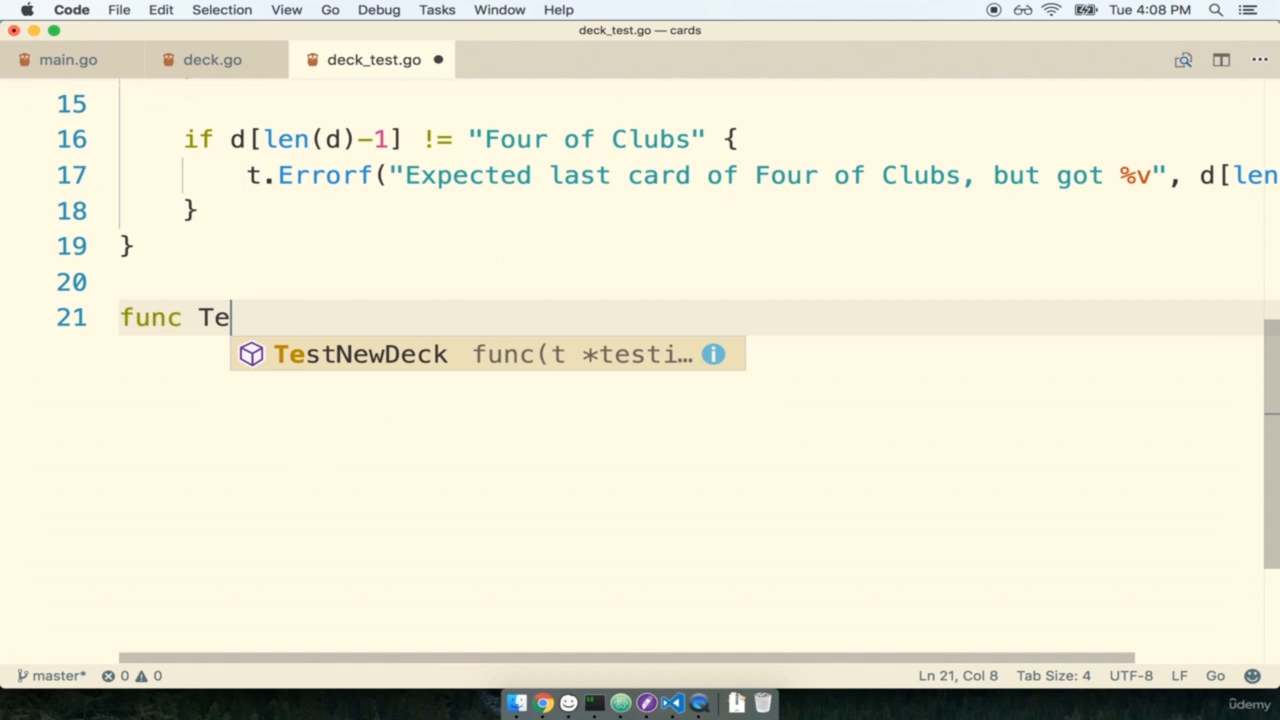 Code File Edit Selection View Go Debug Tasks Window Help Tue 4:08 PM
deck_test.go — cards
main.go deck.go deck_test.go
15
16 if d[len(d)-1] != "Four of Clubs" {
17 t.Errorf("Expected last card of Four of Clubs, but got %v", d[len
18 }
19 }
20
21 func Te
TestNewDeck func(t *testi…
master* 0 0 Ln 21, Col 8 Tab Size: 4 UTF-8 LF Go
ûdemy